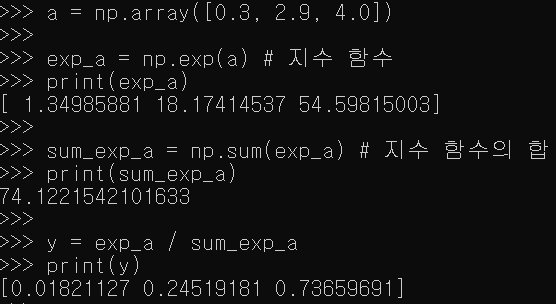 >>> a = np.array([0.3, 2.9, 4.0])
>>>
>>> exp_a = np.exp(a) # 지수 함수
>>> print(exp_a)
[ 1.34985881 18.17414537 54.59815003]
>>>
>>> sum_exp_a = np.sum(exp_a) # 지수 함수의 합
>>> print(sum_exp_a)
74.1221542101633
>>>
>>> y = exp_a / sum_exp_a
>>> print(y)
[0.01821127 0.24519181 0.73659691]